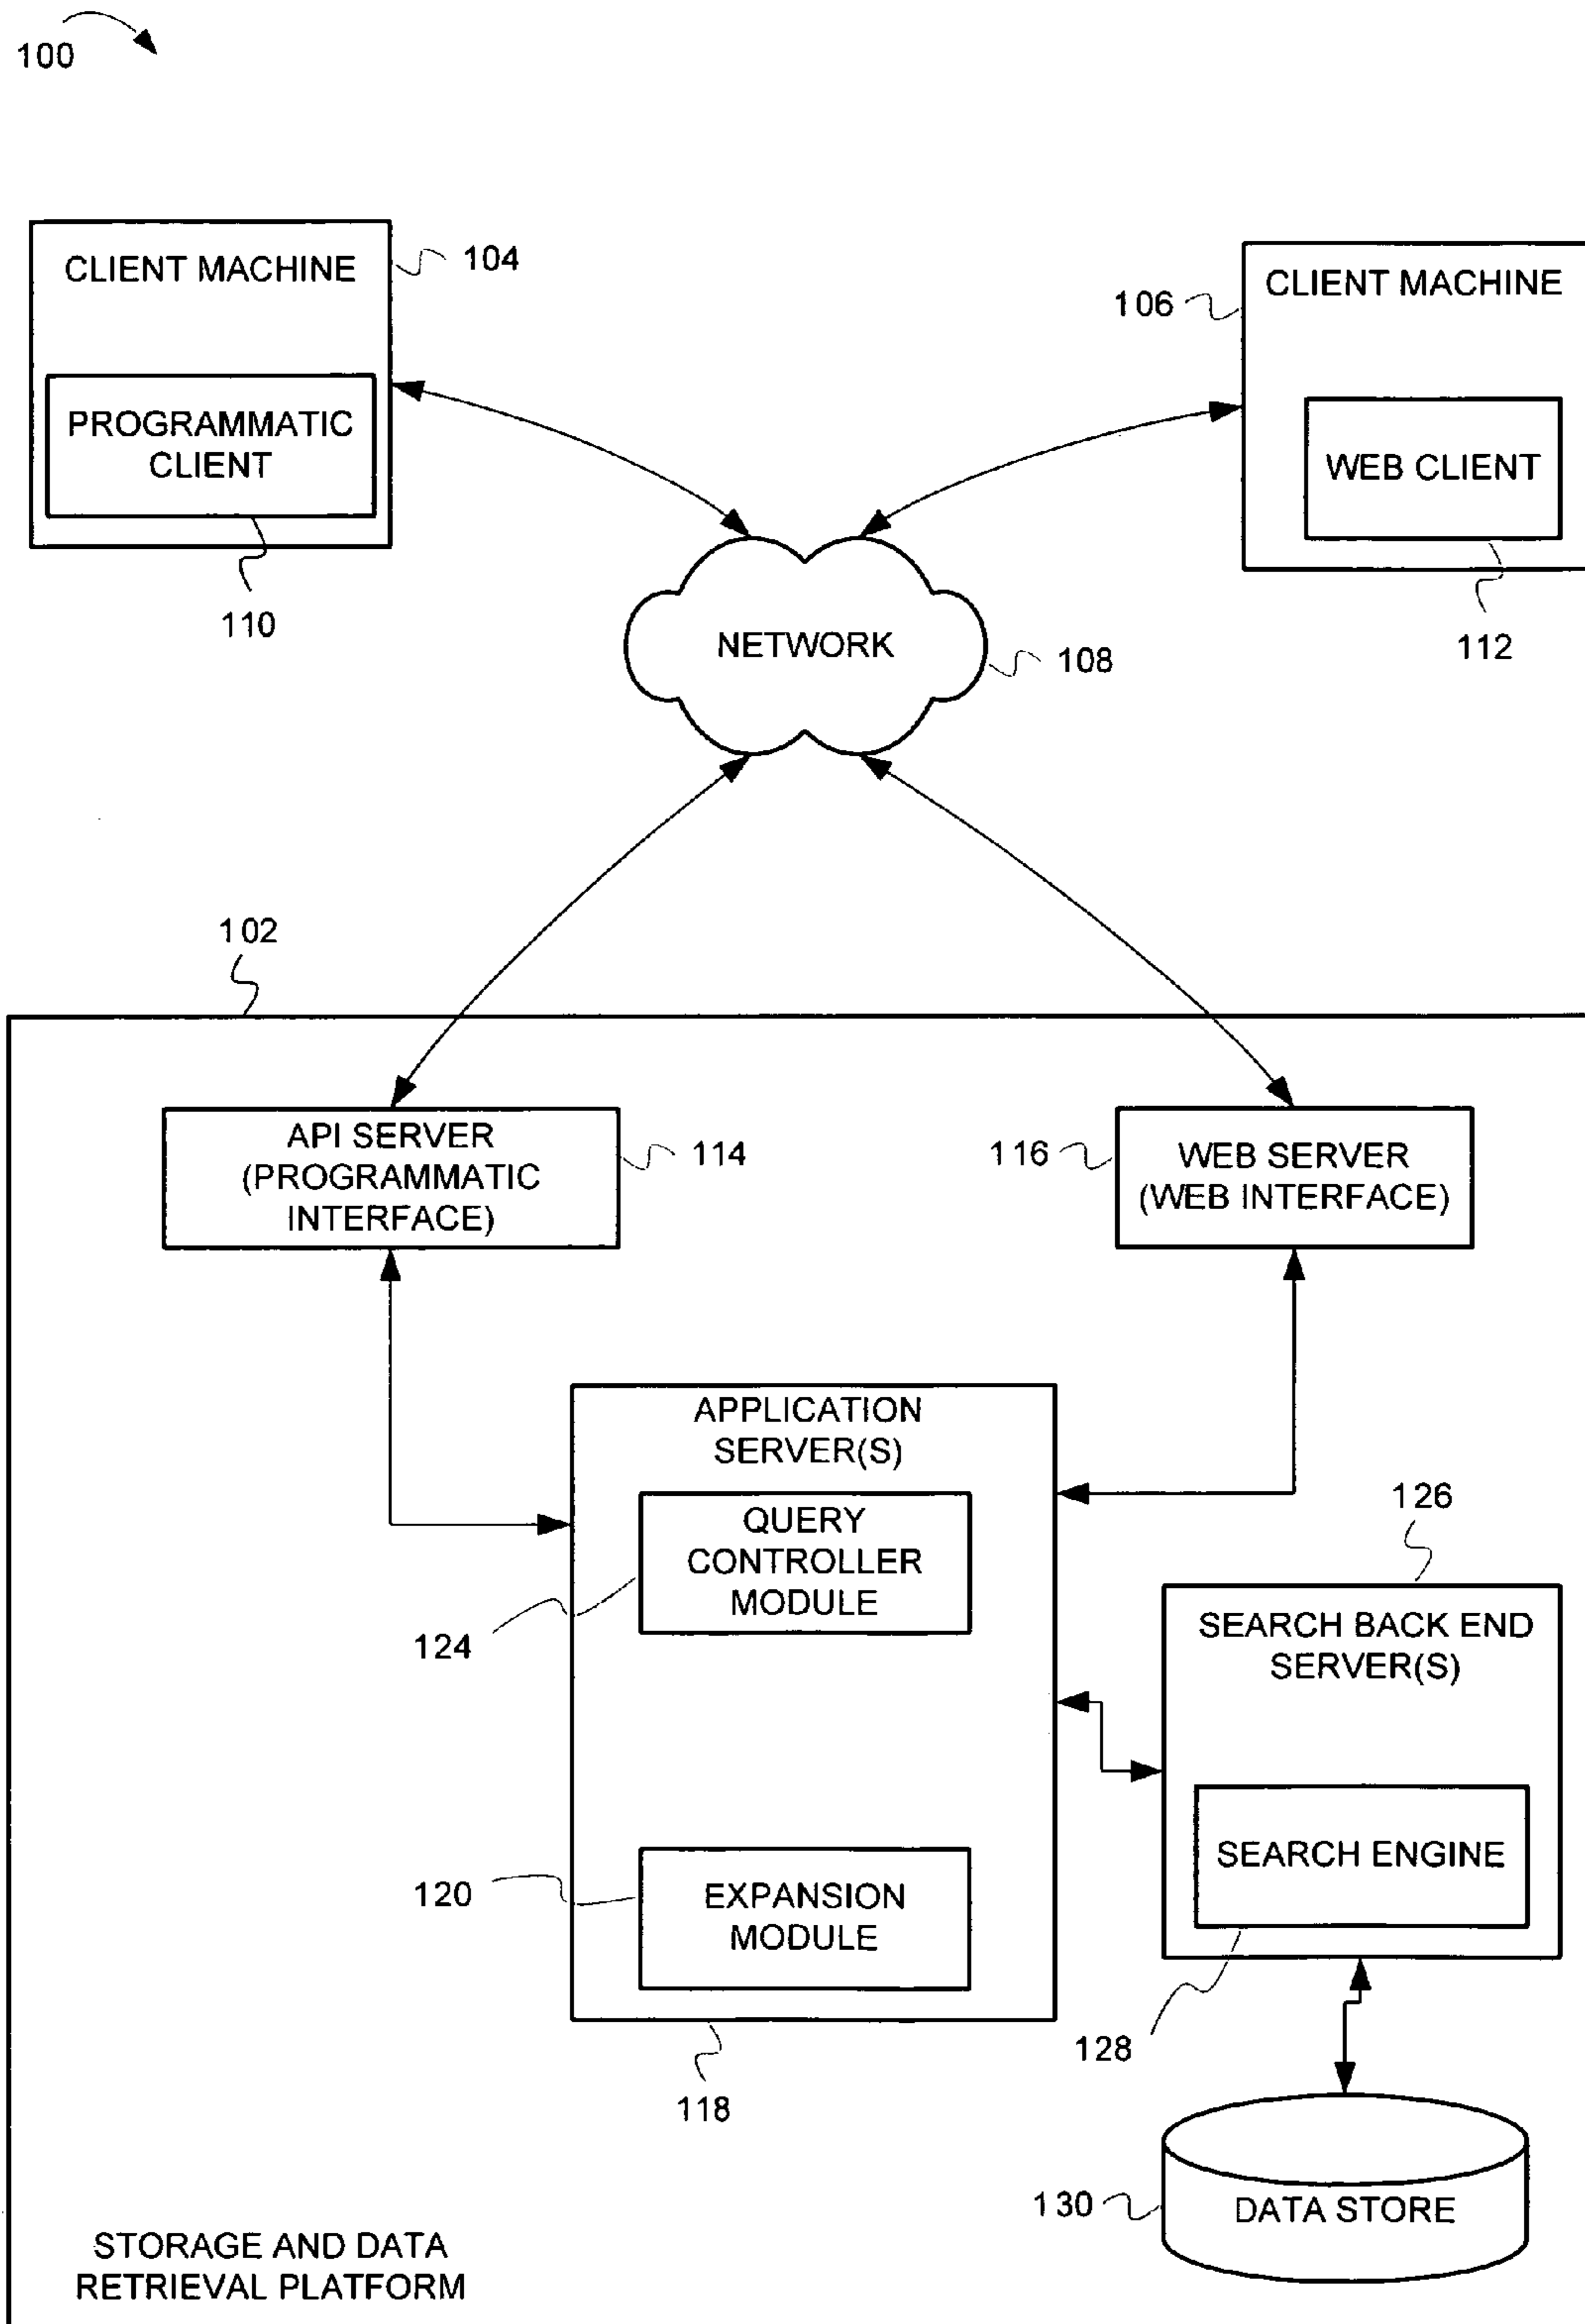 100
CLIENT MACHINE
104
PROGRAMMATIC
CLIENT
110
106
CLIENT MACHINE
WEB CLIENT
112
NETWORK
108
102
API SERVER
(PROGRAMMATIC
INTERFACE)
114
116
WEB SERVER
(WEB INTERFACE)
APPLICATION
SERVER(S)
QUERY
CONTROLLER
MODULE
124
126
SEARCH BACK END
SERVER(S)
SEARCH ENGINE
120
EXPANSION
MODULE
128
118
130
DATA STORE
STORAGE AND DATA
RETRIEVAL PLATFORM